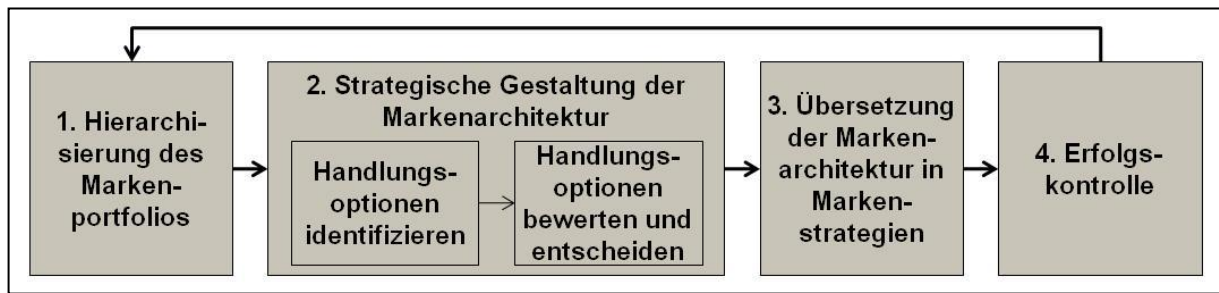 1. Hierarchi-
sierung des
Marken-
portfolios
2. Strategische Gestaltung der
Markenarchitektur
Handlungs-
optionen
identifizieren
Handlungs-
optionen
bewerten und
entscheiden
3. Übersetzung
der Marken-
architektur in
Marken-
strategien
4. Erfolgs-
kontrolle